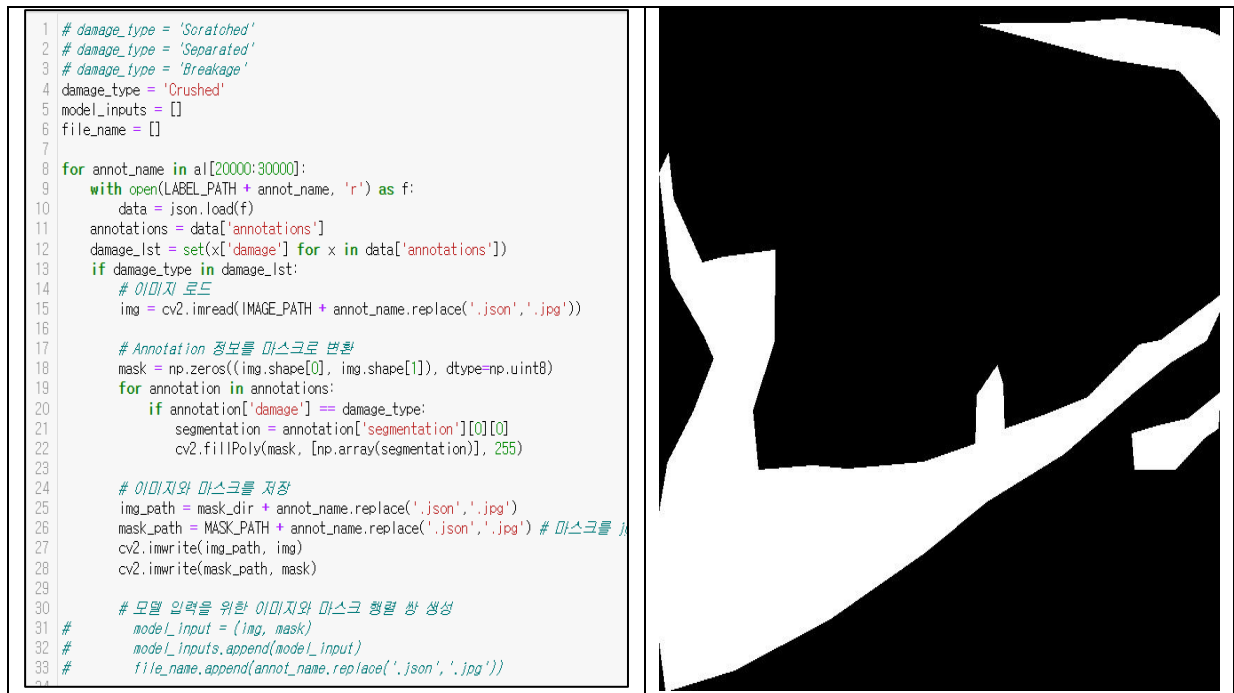 1 # damage_type = 'Scratched'
2 # damage_type = 'Separated'
3 # damage_type = 'Breakage'
4 damage_type = 'Crushed'
5 model_inputs = []
6 file_name = []
7
8 for annot_name in al[20000:30000]:
9     with open(LABEL_PATH + annot_name, 'r') as f:
10         data = json.load(f)
11     annotations = data['annotations']
12     damage_lst = set(x['damage'] for x in data['annotations'])
13     if damage_type in damage_lst:
14         # 이미지 로드
15         img = cv2.imread(IMAGE_PATH + annot_name.replace('.json','.jpg'))
16
17         # Annotation 정보를 마스크로 변환
18         mask = np.zeros((img.shape[0], img.shape[1]), dtype=np.uint8)
19         for annotation in annotations:
20             if annotation['damage'] == damage_type:
21                 segmentation = annotation['segmentation'][0][0]
22                 cv2.fillPoly(mask, [np.array(segmentation)], 255)
23
24         # 이미지와 마스크를 저장
25         img_path = mask_dir + annot_name.replace('.json','.jpg')
26         mask_path = MASK_PATH + annot_name.replace('.json','.jpg') # 마스크를
27         cv2.imwrite(img_path, img)
28         cv2.imwrite(mask_path, mask)
29
30         # 모델 입력을 위한 이미지와 마스크 행렬 쌍 생성
31 #         model_input = (img, mask)
32 #         model_inputs.append(model_input)
33 #         file_name.append(annot_name.replace('.json','.jpg'))